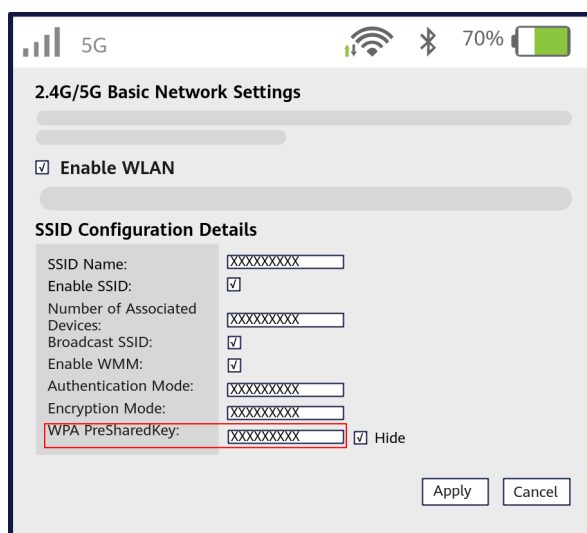 5G
70%
2.4G/5G Basic Network Settings
√ Enable WLAN
SSID Configuration Details
SSID Name: XXXXXXXXX
Enable SSID: √
Number of Associated
Devices: XXXXXXXXX
Broadcast SSID: √
Enable WMM: √
Authentication Mode: XXXXXXXXX
Encryption Mode: XXXXXXXXX
WPA PreSharedKey: XXXXXXXXX √ Hide
Apply Cancel